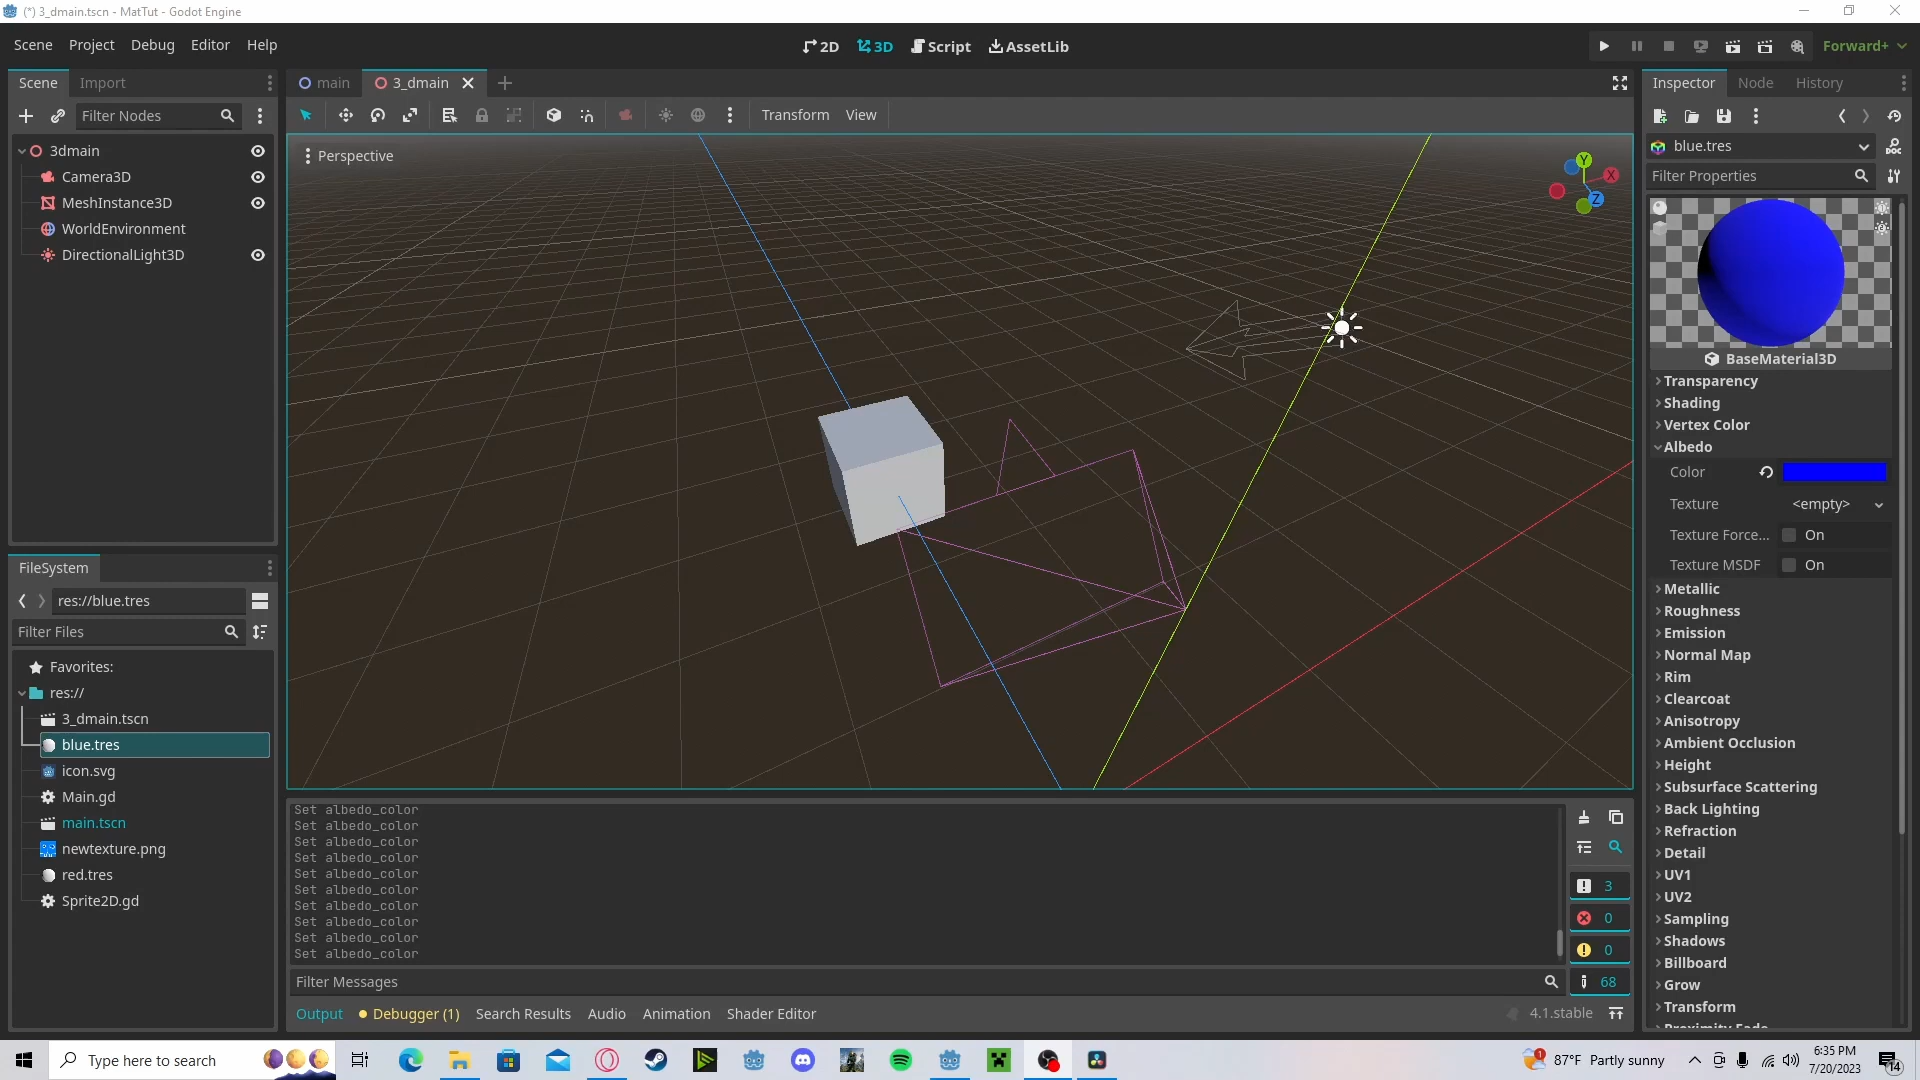 (*) 3_dmain.tscn - MatTut - Godot Engine
Scene Project Debug Editor Help
2D 3D Script AssetLib
Forward+
Scene Import
main 3_dmain
Inspector Node History
Filter Nodes
Transform View
3dmain
Camera3D
MeshInstance3D
WorldEnvironment
DirectionalLight3D
Perspective
Y
X
Z
blue.tres
Filter Properties
BaseMaterial3D
Transparency
Shading
Vertex Color
Albedo
Color
Texture <empty>
Texture Force... On
Texture MSDF On
Metallic
Roughness
Emission
Normal Map
Rim
Clearcoat
Anisotropy
Ambient Occlusion
Height
Subsurface Scattering
Back Lighting
Refraction
Detail
UV1
UV2
Sampling
Shadows
Billboard
Grow
Transform
Proximity Fade
FileSystem
res://blue.tres
Filter Files
Favorites:
res://
3_dmain.tscn
blue.tres
icon.svg
Main.gd
main.tscn
newtexture.png
red.tres
Sprite2D.gd
Set albedo_color
Set albedo_color
Set albedo_color
Set albedo_color
Set albedo_color
Set albedo_color
Set albedo_color
Set albedo_color
Set albedo_color
Set albedo_color
3
0
0
68
Filter Messages
Output Debugger (1) Search Results Audio Animation Shader Editor
4.1.stable
Type here to search
1
87°F Partly sunny
6:35 PM
7/20/2023
14